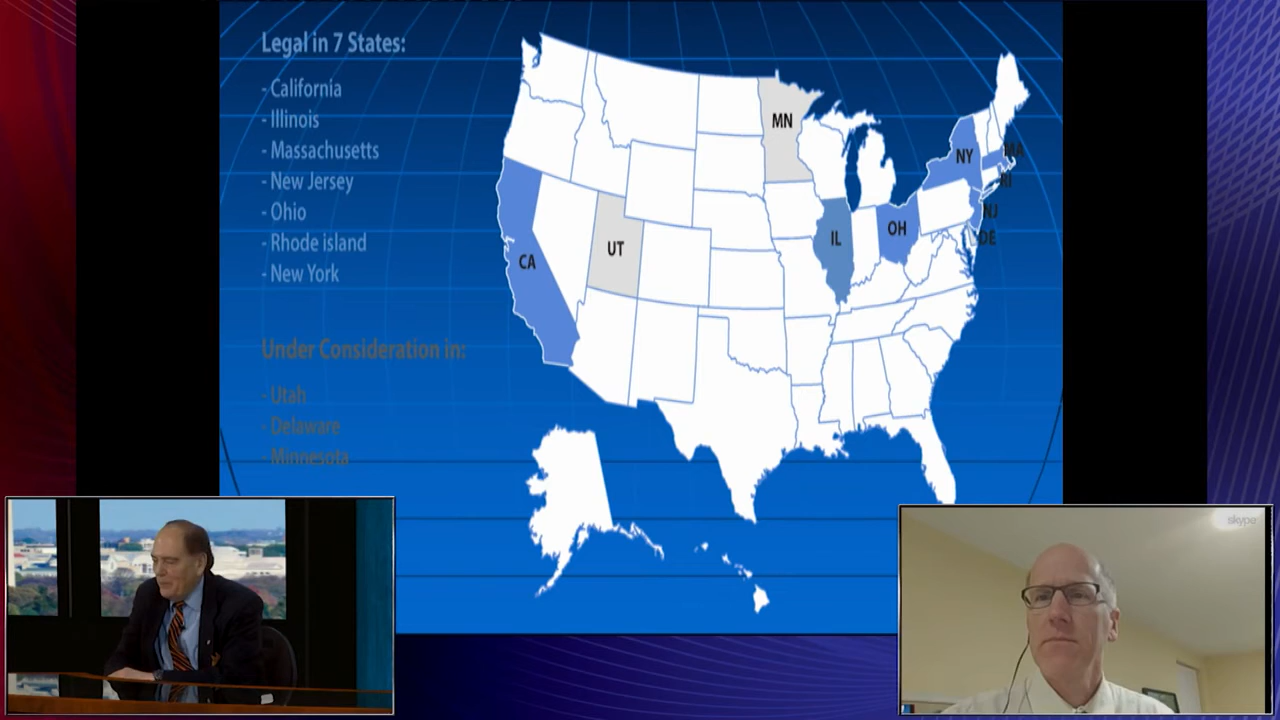 Legal in 7 States:
- California
- Illinois
- Massachusetts
- New Jersey
- Ohio
- Rhode island
- New York
Under Consideration in:
- Utah
- Delaware
- Minnesota
MN
NY
MA
RI
NJ
DE
OH
IL
UT
CA
skype